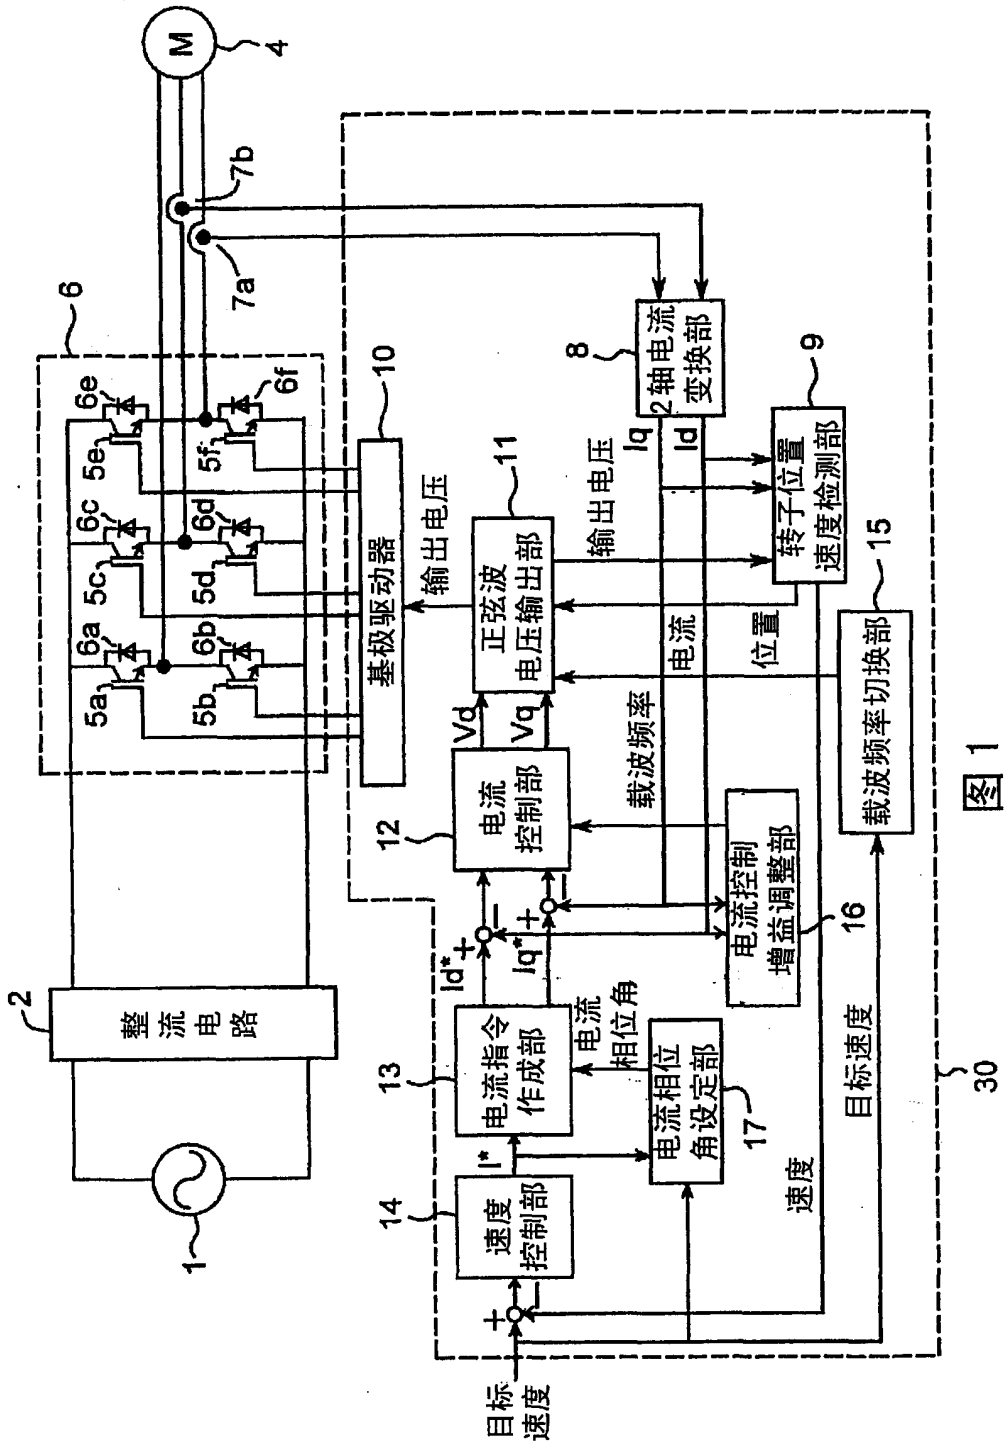 1
2
整流电路
6
5a
6a
5c
6c
5e
6e
5b
6b
5d
6d
5f
6f
M
4
7a
7b
10
基极驱动器
输出电压
目标
速度
+
−
14
速度
控制部
I*
13
电流指令
作成部
Id*
+
−
Iq*
+
−
12
电流
控制部
Vd
Vq
11
正弦波
电压输出部
输出电压
8
2轴电流
变换部
Iq
Id
电流
相位角
17
电流相位
角设定部
16
电流控制
增益调整部
载波频率
电流
位置
9
转子位置
速度检测部
15
载波频率切换部
速度
目标速度
30
图 1